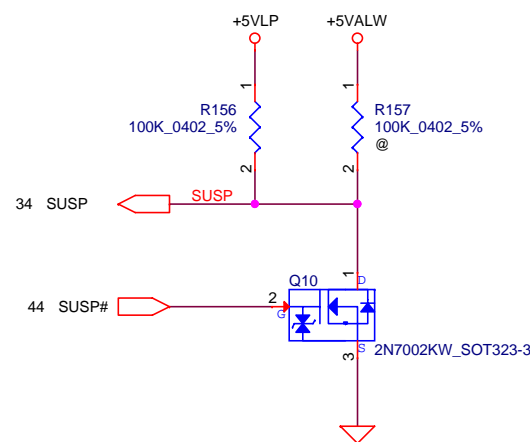 +5VLP
+5VALW
1
1
R156
100K_0402_5%
R157
100K_0402_5%
@
2
2
34 SUSP
SUSP
1
D
Q10
44 SUSP#
2
G
S
3
2N7002KW_SOT323-3